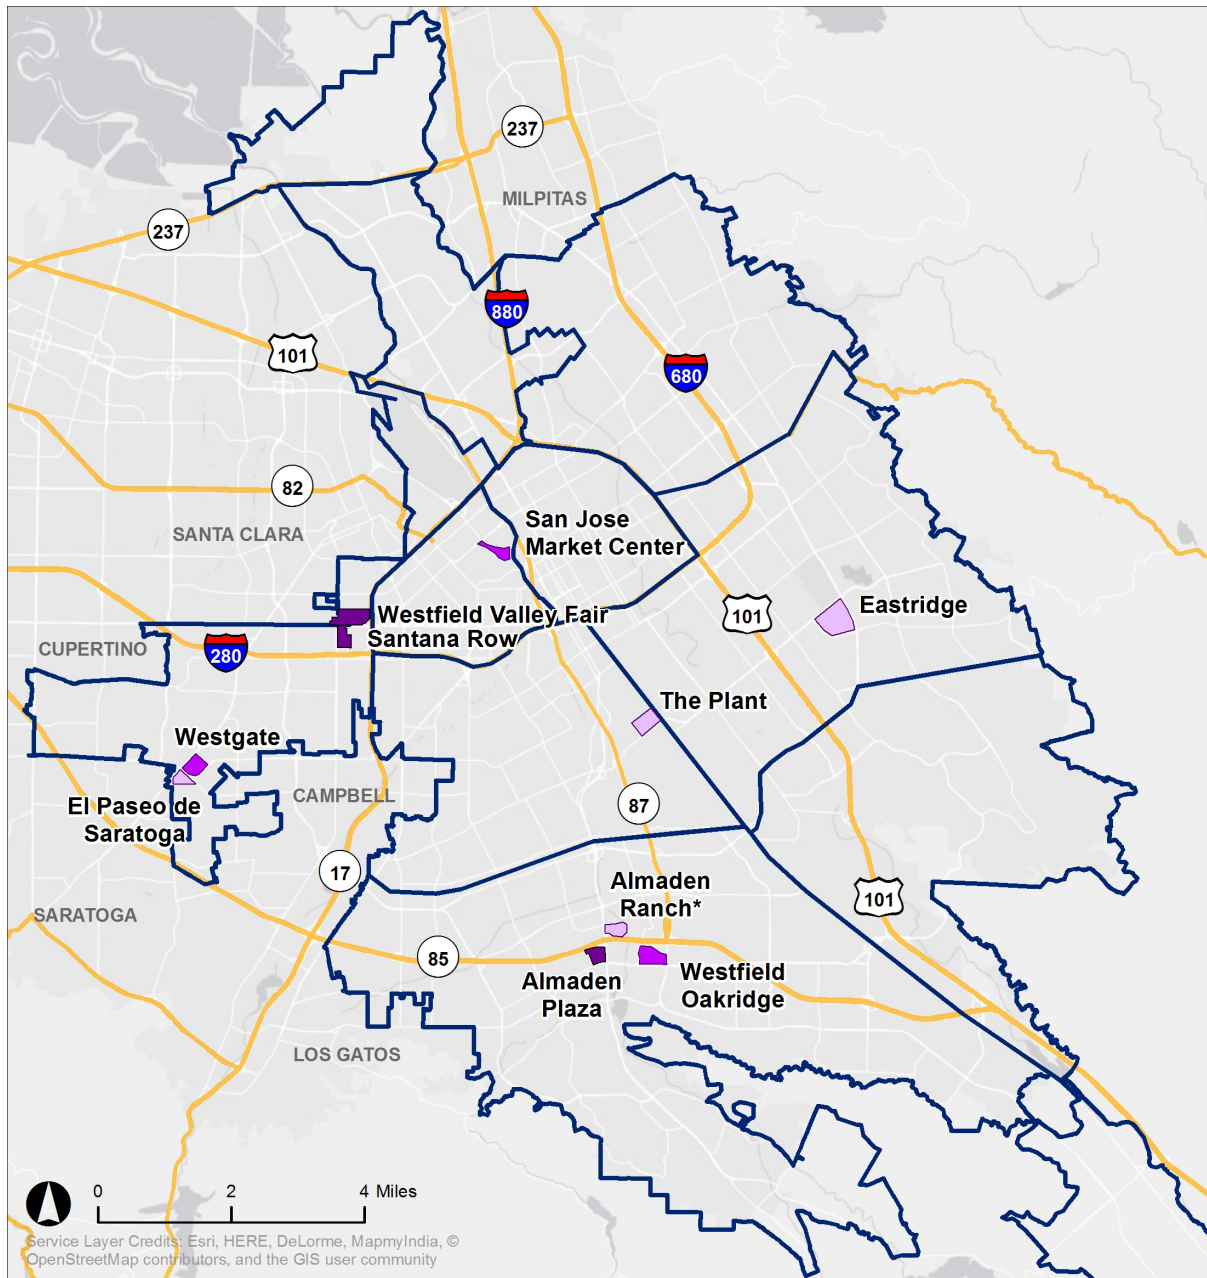 237
MILPITAS
237
880
101
680
82
San Jose
Market Center
SANTA CLARA
Westfield Valley Fair
101
Eastridge
Santana Row
CUPERTINO
280
The Plant
Westgate
El Paseo de
Saratoga
CAMPBELL
87
17
Almaden
Ranch*
101
SARATOGA
85
Almaden
Plaza
Westfield
Oakridge
LOS GATOS
0 2 4 Miles
Service Layer Credits: Esri, HERE, DeLorme, MapmyIndia, ©
OpenStreetMap contributors, and the GIS user community